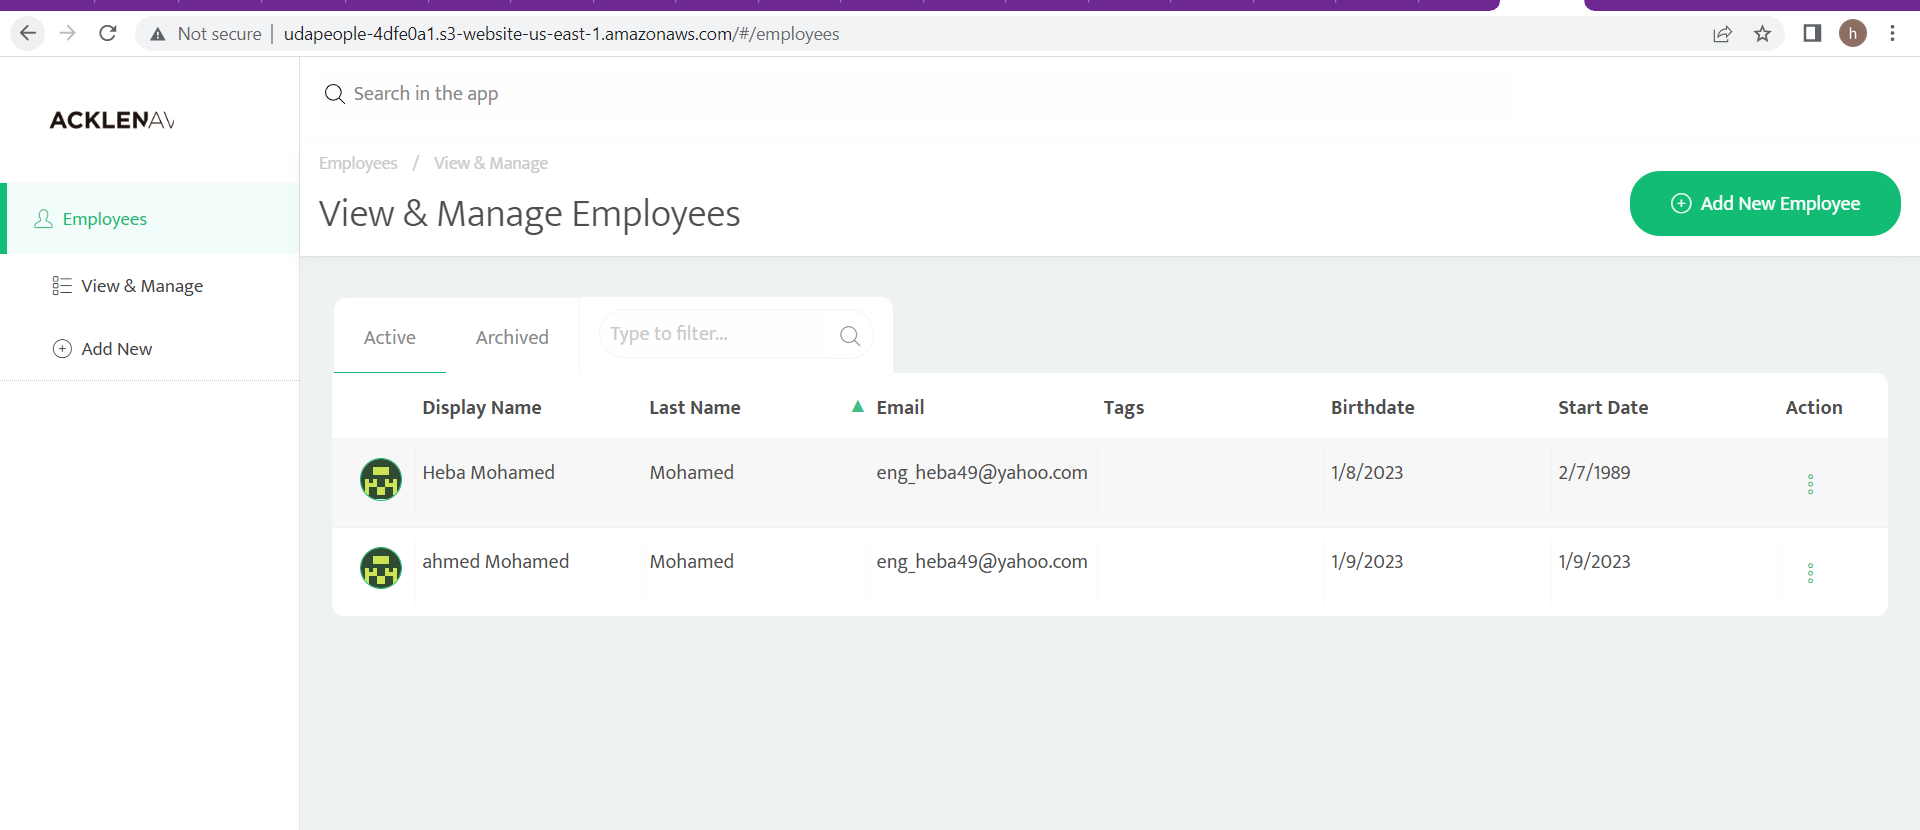 Not secure | udapeople-4dfe0a1.s3-website-us-east-1.amazonaws.com/#/employees
h
ACKLENAV
Search in the app
Employees / View & Manage
View & Manage Employees
Add New Employee
Employees
View & Manage
Add New
Active Archived Type to filter...
Display Name Last Name Email Tags Birthdate Start Date Action
Heba Mohamed Mohamed eng_heba49@yahoo.com 1/8/2023 2/7/1989
ahmed Mohamed Mohamed eng_heba49@yahoo.com 1/9/2023 1/9/2023